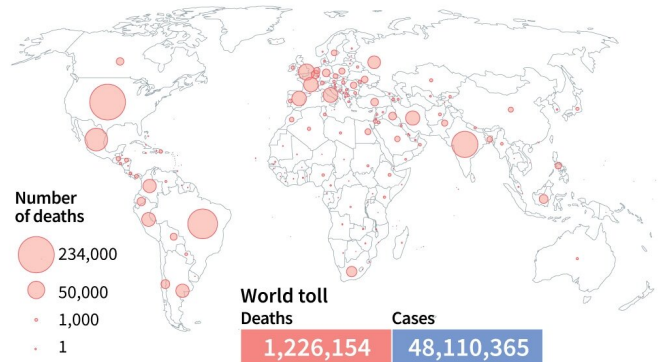 Number
of deaths
234,000
50,000
1,000
1
World toll
Deaths Cases
1,226,154 48,110,365